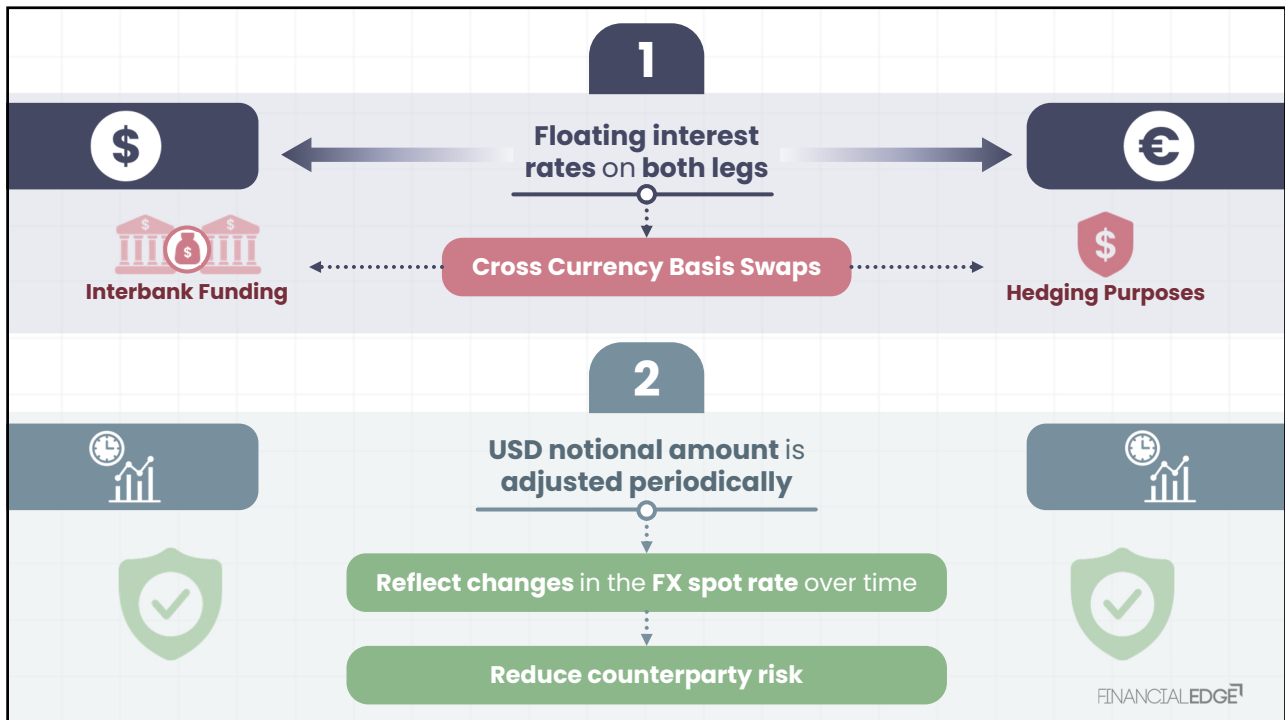 1
$
Floating interest
rates on both legs
€
$ $
$
Interbank Funding
Cross Currency Basis Swaps
$
Hedging Purposes
2
USD notional amount is
adjusted periodically
Reflect changes in the FX spot rate over time
Reduce counterparty risk
FINANCIALEDGE